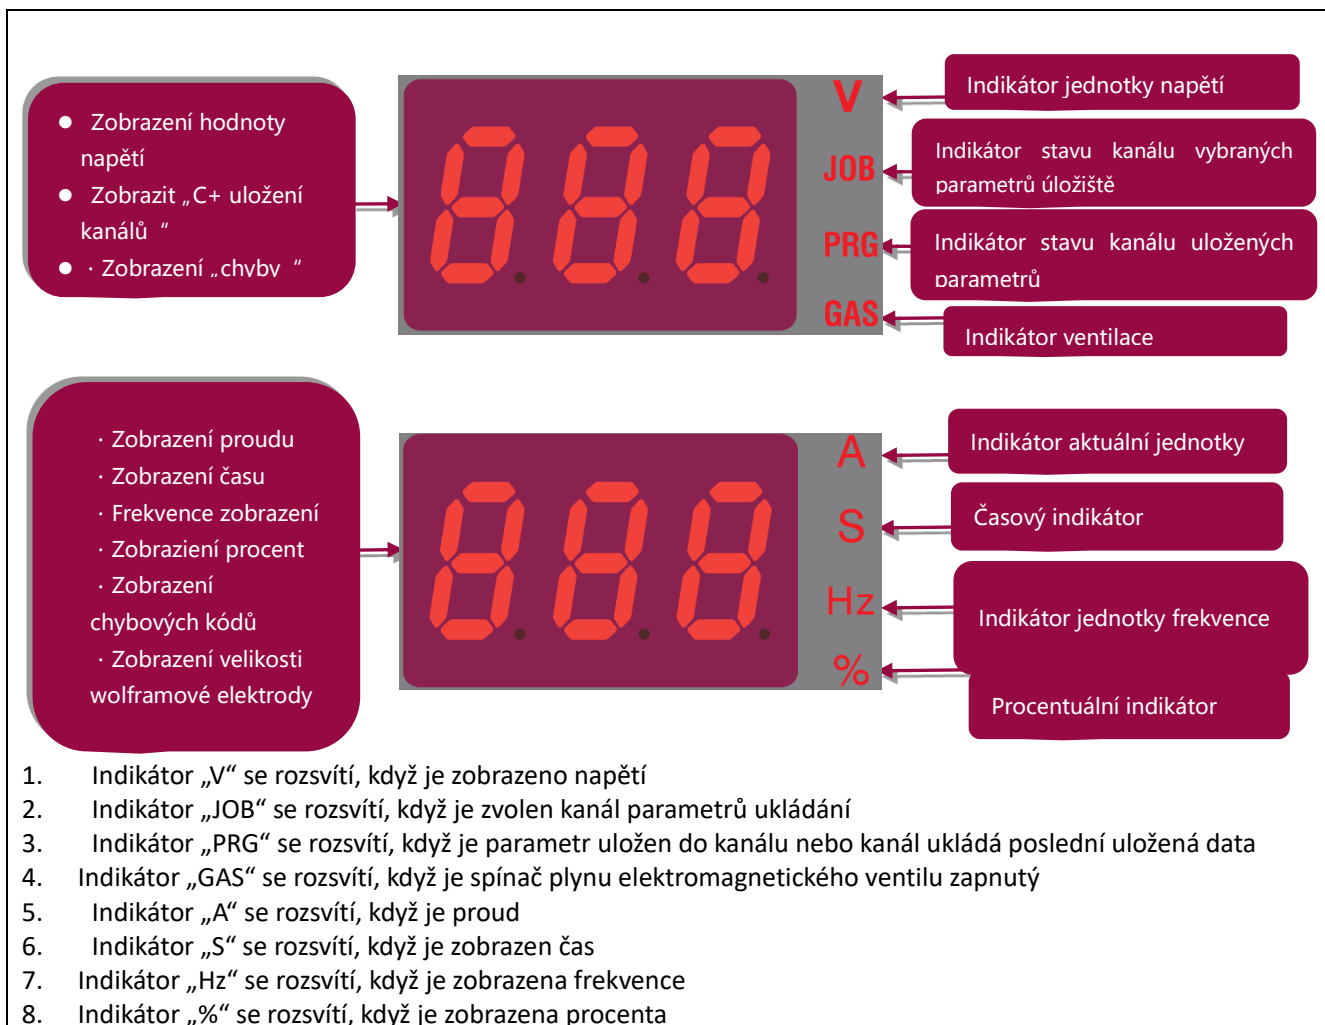 ● Zobrazení hodnoty
napětí
● Zobrazit „C+ uložení
kanálů “
● · Zobrazení „chyby “
888
V
JOB
PRG
GAS
Indikátor jednotky napětí
Indikátor stavu kanálu vybraných
parametrů úložiště
Indikátor stavu kanálu uložených
parametrů
Indikátor ventilace
· Zobrazení proudu
· Zobrazení času
· Frekvence zobrazení
· Zobraziení procent
· Zobrazení
chybových kódů
· Zobrazení velikosti
wolframové elektrody
888
A
S
Hz
%
Indikátor aktuální jednotky
Časový indikátor
Indikátor jednotky frekvence
Procentuální indikátor
1. Indikátor „V“ se rozsvítí, když je zobrazeno napětí
2. Indikátor „JOB“ se rozsvítí, když je zvolen kanál parametrů ukládání
3. Indikátor „PRG“ se rozsvítí, když je parametr uložen do kanálu nebo kanál ukládá poslední uložená data
4. Indikátor „GAS“ se rozsvítí, když je spínač plynu elektromagnetického ventilu zapnutý
5. Indikátor „A“ se rozsvítí, když je proud
6. Indikátor „S“ se rozsvítí, když je zobrazen čas
7. Indikátor „Hz“ se rozsvítí, když je zobrazena frekvence
8. Indikátor „%“ se rozsvítí, když je zobrazena procenta